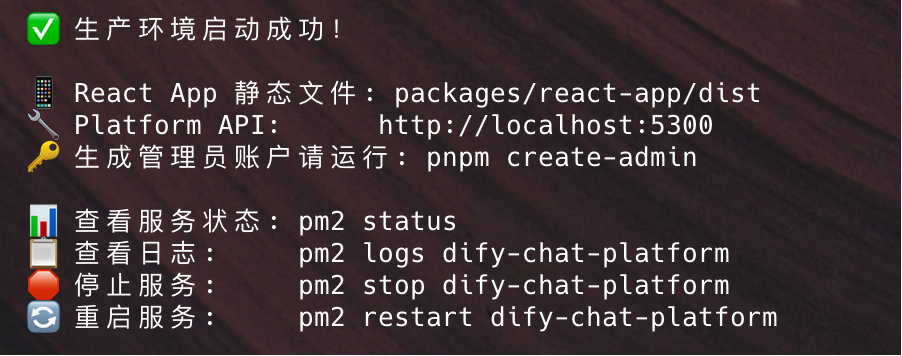 ✅ 生产环境启动成功!
📱 React App 静态文件: packages/react-app/dist
🔧 Platform API: http://localhost:5300
🔑 生成管理员账户请运行: pnpm create-admin
📊 查看服务状态: pm2 status
📋 查看日志: pm2 logs dify-chat-platform
🛑 停止服务: pm2 stop dify-chat-platform
🔄 重启服务: pm2 restart dify-chat-platform